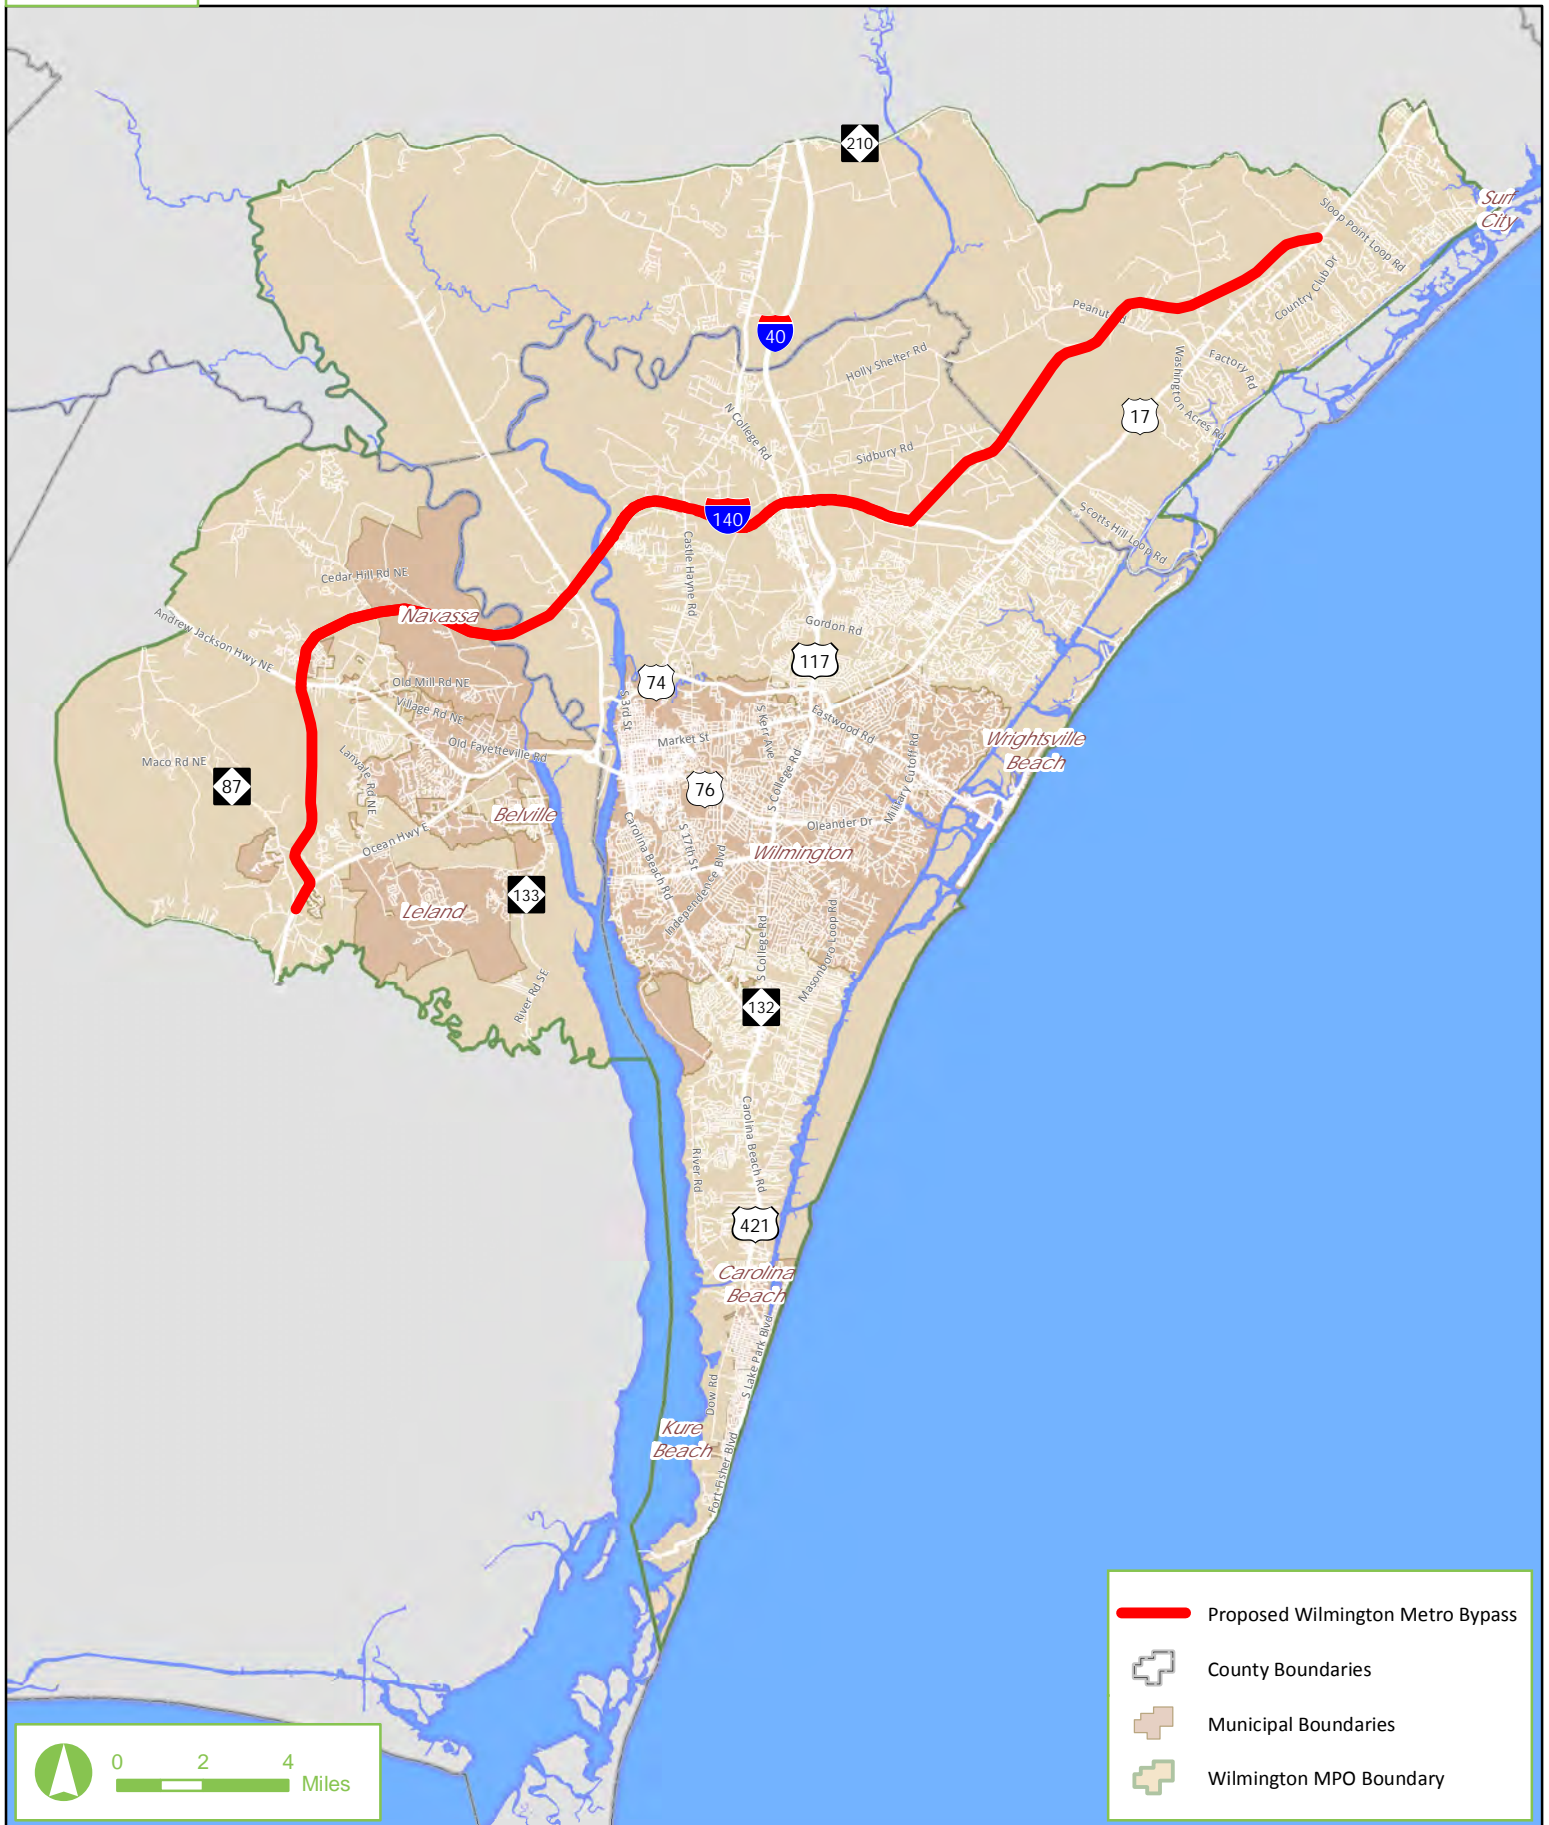 210
Surf
City
Sloop Point Loop Rd
Country Club Dr
Peanut Rd
40
Holly Shelter Rd
Factory Rd
Washington Acres Rd
17
N College Rd
Sidbury Rd
140
Scotts Hill Loop Rd
Castle Hayne Rd
Cedar Hill Rd NE
Navassa
Andrew Jackson Hwy NE
Gordon Rd
117
74
Old Mill Rd NE
Village Rd NE
S 3rd St
S Kerr Ave
Eastwood Rd
Market St
Military Cutoff Rd
Wrightsville
Beach
Old Fayetteville Rd
Maco Rd NE
Lanvale Rd NE
87
76
S College Rd
Belville
Oleander Dr
Carolina Beach Rd
S 17th St
Ocean Hwy E
Wilmington
Independence Blvd
133
Leland
S College Rd
Masonboro Loop Rd
River Rd SE
132
Carolina Beach Rd
River Rd
421
Carolina
Beach
S Lake Park Blvd
Dow Rd
Kure
Beach
Fort Fisher Blvd
Proposed Wilmington Metro Bypass
County Boundaries
Municipal Boundaries
Wilmington MPO Boundary
0 2 4
Miles